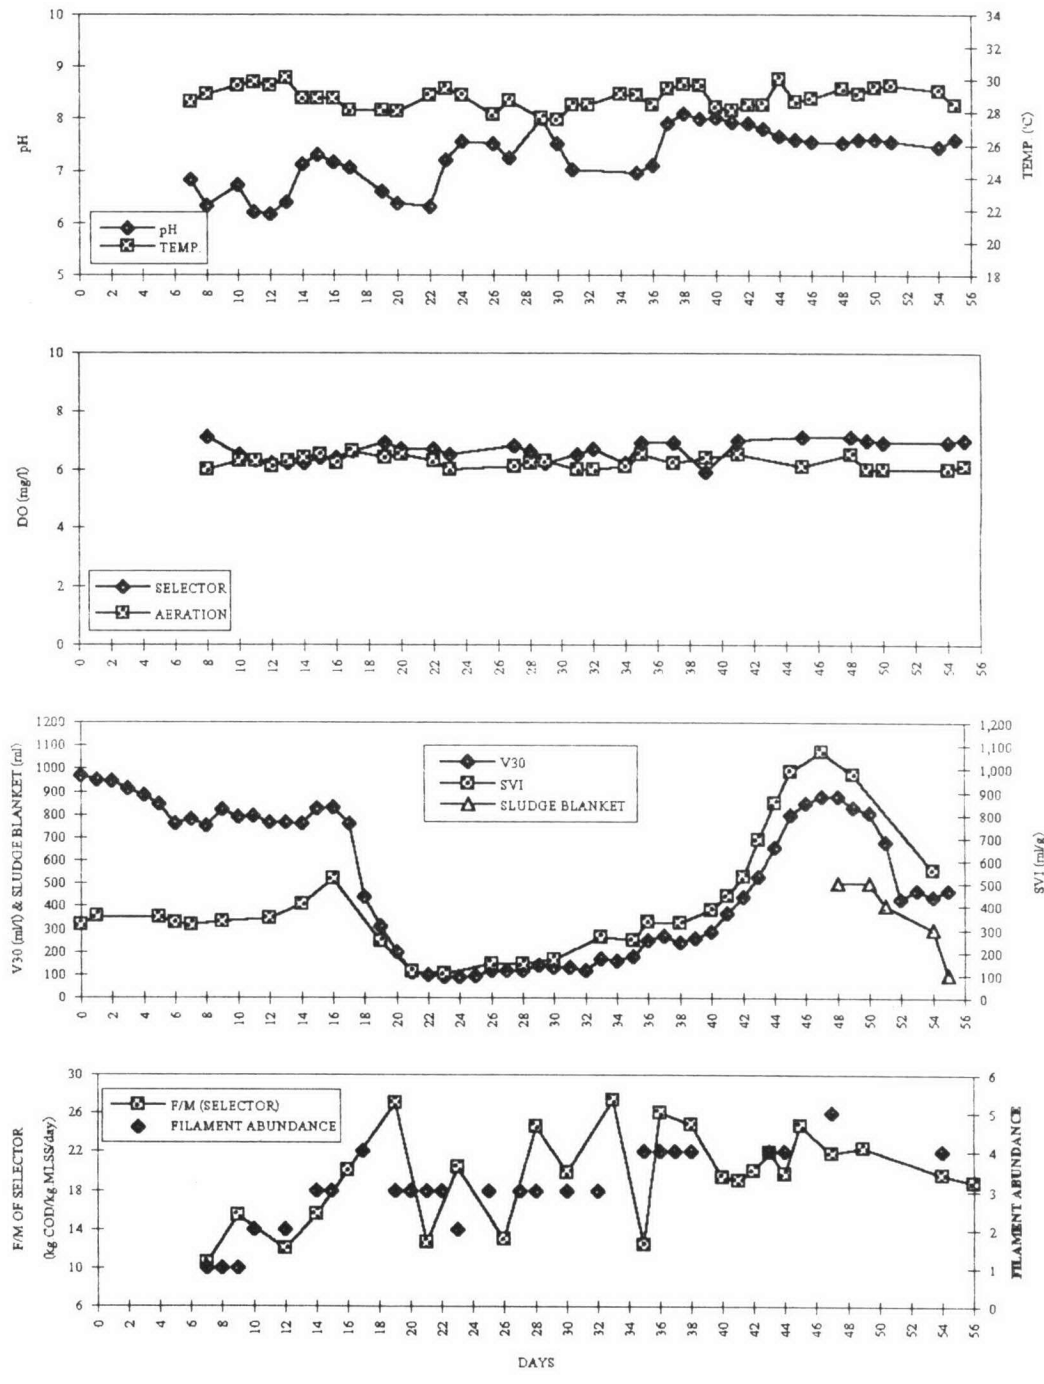 10 34
9 32
8 30
7 28
6 26
5 24
22
20
18
pH
TEMP. (°C)
pH
TEMP.
0 2 4 6 8 10 12 14 16 18 20 22 24 26 28 30 32 34 36 38 40 42 44 46 48 50 52 54 56
10
8
6
4
2
0
DO (mg/l)
SELECTOR
AERATION
0 2 4 6 8 10 12 14 16 18 20 22 24 26 28 30 32 34 36 38 40 42 44 46 48 50 52 54 56
1200 1,200
1100 1,100
1000 1,000
900 900
800 800
700 700
600 600
500 500
400 400
300 300
200 200
100 100
0 0
V30 (ml/l) & SLUDGE BLANKET (ml)
SVI (ml/g)
V30
SVI
SLUDGE BLANKET
0 2 4 6 8 10 12 14 16 18 20 22 24 26 28 30 32 34 36 38 40 42 44 46 48 50 52 54 56
30 6
26 5
22 4
18 3
14 2
10 1
6 0
F/M OF SELECTOR
(kg COD/kg MLSS/day)
FILAMENT ABUNDANCE
F/M (SELECTOR)
FILAMENT ABUNDANCE
0 2 4 6 8 10 12 14 16 18 20 22 24 26 28 30 32 34 36 38 40 42 44 46 48 50 52 54 56
DAYS